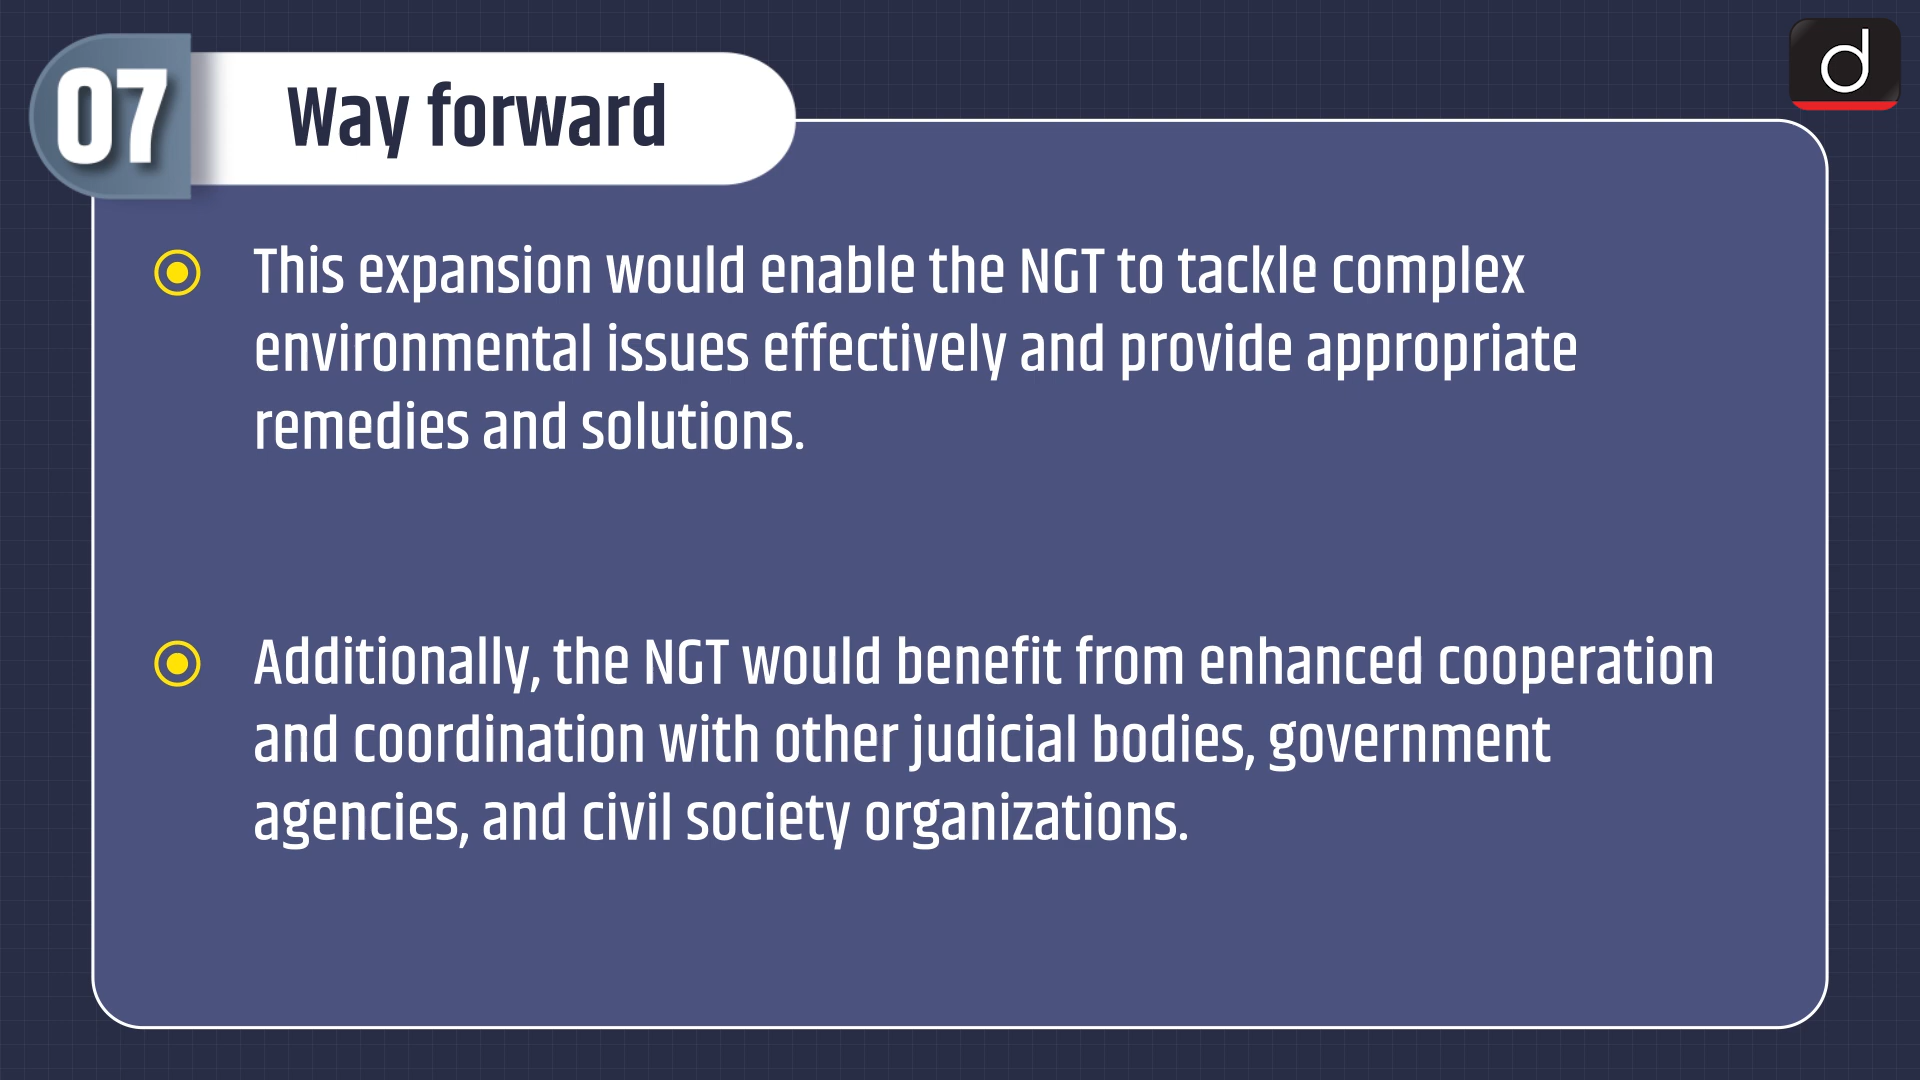 07
Way forward
d
This expansion would enable the NGT to tackle complex
environmental issues effectively and provide appropriate
remedies and solutions.
Additionally, the NGT would benefit from enhanced cooperation
and coordination with other judicial bodies, government
agencies, and civil society organizations.